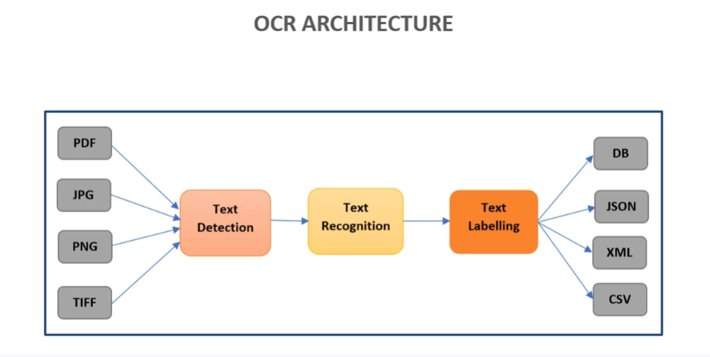 OCR ARCHITECTURE
PDF
JPG
PNG
TIFF
Text
Detection
Text
Recognition
Text
Labelling
DB
JSON
XML
CSV